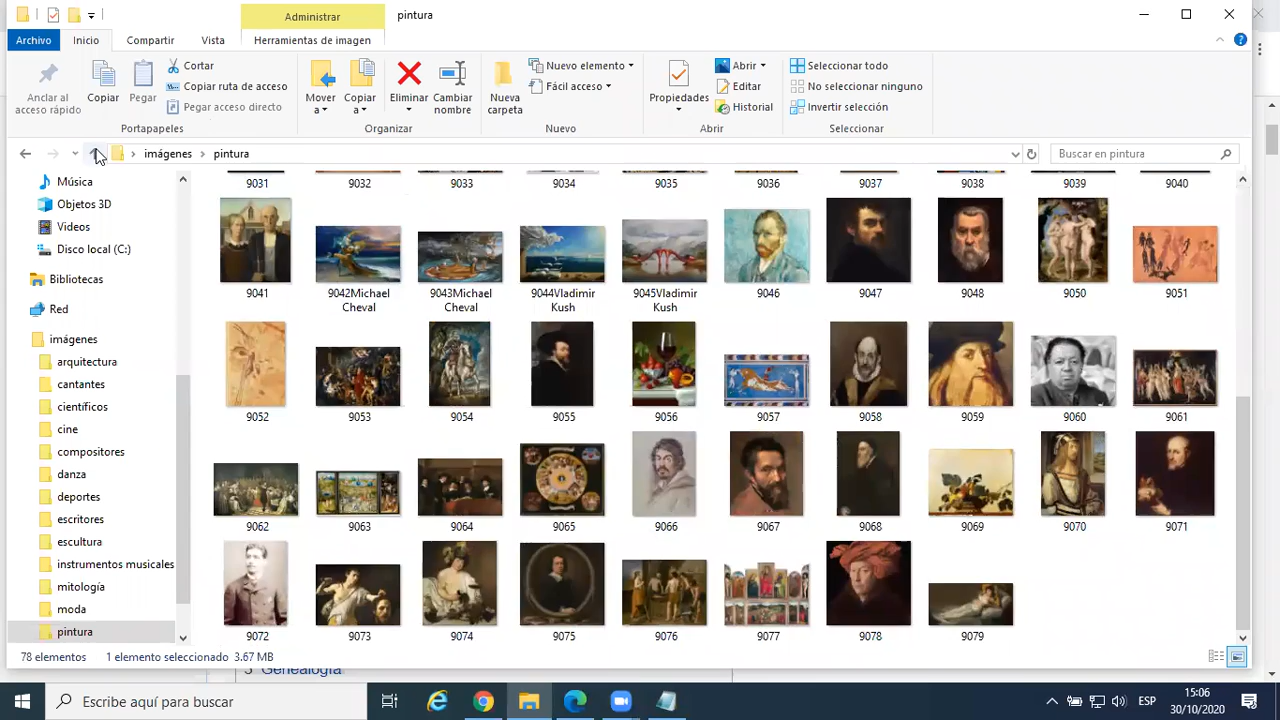 Administrar
pintura
Archivo
Inicio
Compartir
Vista
Herramientas de imagen
Anclar al
acceso rápido
Copiar
Pegar
Cortar
Copiar ruta de acceso
Pegar acceso directo
Portapapeles
Mover
a
Copiar
a
Eliminar
Cambiar
nombre
Organizar
Nueva
carpeta
Nuevo elemento
Fácil acceso
Nuevo
Propiedades
Abrir
Editar
Historial
Abrir
Seleccionar todo
No seleccionar ninguno
Invertir selección
Seleccionar
imágenes
pintura
Buscar en pintura
Música
Objetos 3D
Videos
Disco local (C:)
Bibliotecas
Red
imágenes
arquitectura
cantantes
científicos
cine
compositores
danza
deportes
escritores
escultura
instrumentos musicales
mitología
moda
pintura
9031 9032 9033 9034 9035 9036 9037 9038 9039 9040
9041 9042Michael Cheval 9043Michael Cheval 9044Vladimir Kush 9045Vladimir Kush 9046 9047 9048 9050 9051
9052 9053 9054 9055 9056 9057 9058 9059 9060 9061
9062 9063 9064 9065 9066 9067 9068 9069 9070 9071
9072 9073 9074 9075 9076 9077 9078 9079
78 elementos
1 elemento seleccionado 3.67 MB
3 Genealogía
Escribe aquí para buscar
ESP
15:06
30/10/2020